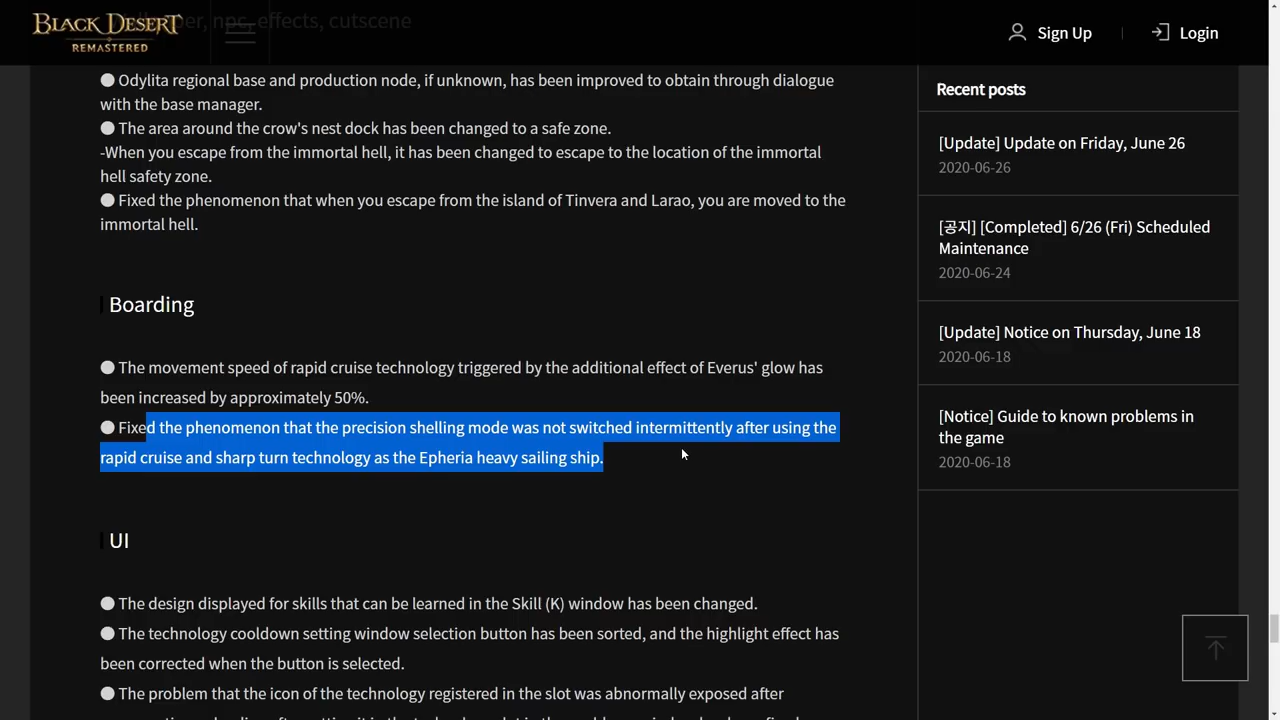 BLACK DESERT
REMASTERED
er, npc, effects, cutscene
Sign Up
Login
● Odylita regional base and production node, if unknown, has been improved to obtain through dialogue
with the base manager.
● The area around the crow's nest dock has been changed to a safe zone.
-When you escape from the immortal hell, it has been changed to escape to the location of the immortal
hell safety zone.
● Fixed the phenomenon that when you escape from the island of Tinvera and Larao, you are moved to the
immortal hell.
Boarding
● The movement speed of rapid cruise technology triggered by the additional effect of Everus' glow has
been increased by approximately 50%.
● Fixed the phenomenon that the precision shelling mode was not switched intermittently after using the
rapid cruise and sharp turn technology as the Epheria heavy sailing ship.
UI
● The design displayed for skills that can be learned in the Skill (K) window has been changed.
● The technology cooldown setting window selection button has been sorted, and the highlight effect has
been corrected when the button is selected.
● The problem that the icon of the technology registered in the slot was abnormally exposed after
Recent posts
[Update] Update on Friday, June 26
2020-06-26
[공지] [Completed] 6/26 (Fri) Scheduled
Maintenance
2020-06-24
[Update] Notice on Thursday, June 18
2020-06-18
[Notice] Guide to known problems in
the game
2020-06-18